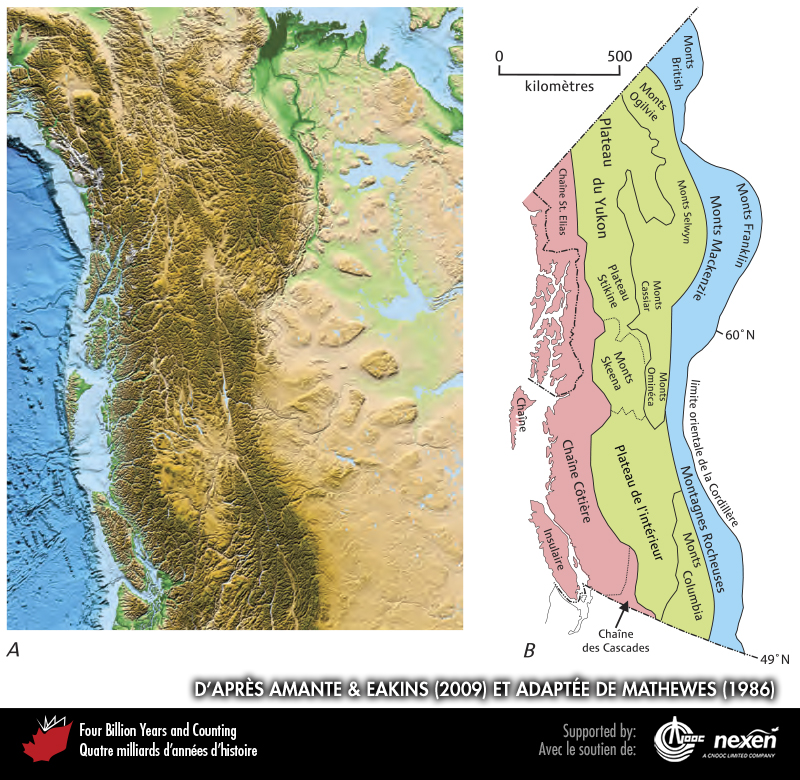 0 500
kilomètres
Monts
British
Monts
Ogilvie
Plateau
du Yukon
Chaîne St. Elias
Monts Selwyn
Monts Franklin
Monts Mackenzie
Plateau
Stikine
Monts
Cassiar
60° N
Monts
Skeena
Monts
Omineca
limite orientale de la Cordillère
Chaîne
Insulaire
Chaîne Côtière
Plateau de l'intérieur
Montagnes Rocheuses
Monts
Columbia
Chaîne
des Cascades
49° N
A
B
D'APRÈS AMANTE & EAKINS (2009) ET ADAPTÉE DE MATHEWES (1986)
Four Billion Years and Counting
Quatre milliards d'années d'histoire
Supported by:
Avec le soutien de:
CNOOC
nexen
A CNOOC LIMITED COMPANY